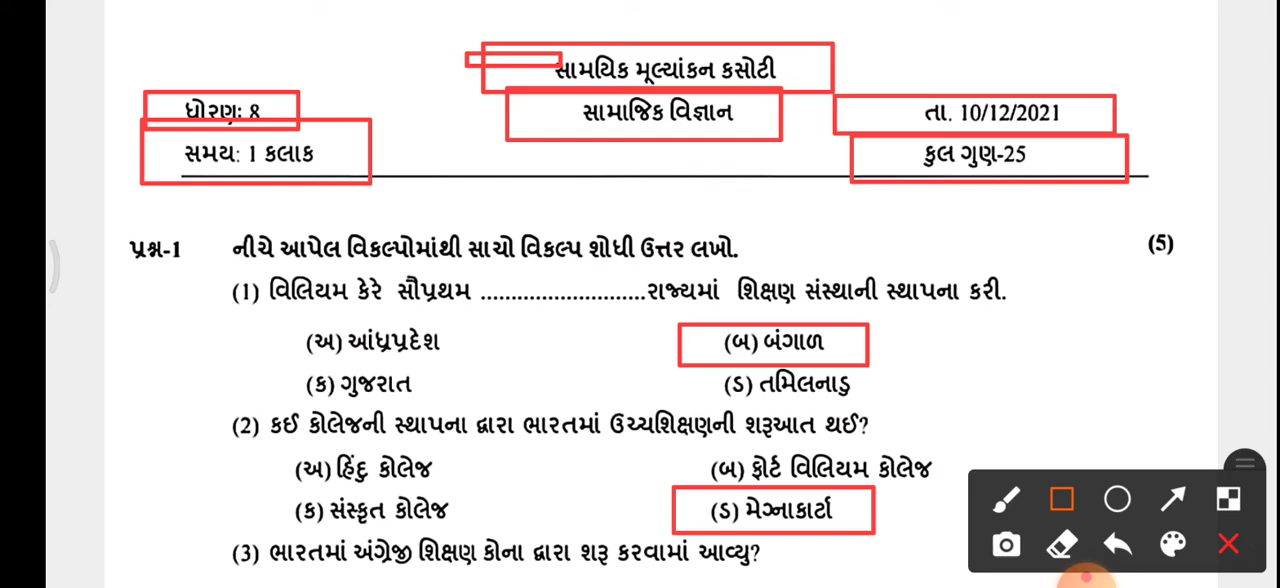 સામયિક મૂલ્યાંકન કસોટી
ધોરણ: 8 સામાજિક વિજ્ઞાન તા. 10/12/2021
સમય: 1 કલાક કુલ ગુણ-25
પ્રશ્ન-1 નીચે આપેલ વિકલ્પોમાંથી સાચો વિકલ્પ શોધી ઉત્તર લખો. (5)
(1) વિલિયમ કેરે સૌપ્રથમ ...........................રાજ્યમાં શિક્ષણ સંસ્થાની સ્થાપના કરી.
(અ) આંધ્રપ્રદેશ (બ) બંગાળ
(ક) ગુજરાત (ડ) તમિલનાડુ
(2) કઈ કોલેજની સ્થાપના દ્વારા ભારતમાં ઉચ્ચશિક્ષણની શરૂઆત થઈ?
(અ) હિંદુ કોલેજ (બ) ફોર્ટ વિલિયમ કોલેજ
(ક) સંસ્કૃત કોલેજ (ડ) મેગ્નાકાર્ટા
(3) ભારતમાં અંગ્રેજી શિક્ષણ કોના દ્વારા શરૂ કરવામાં આવ્યુ?